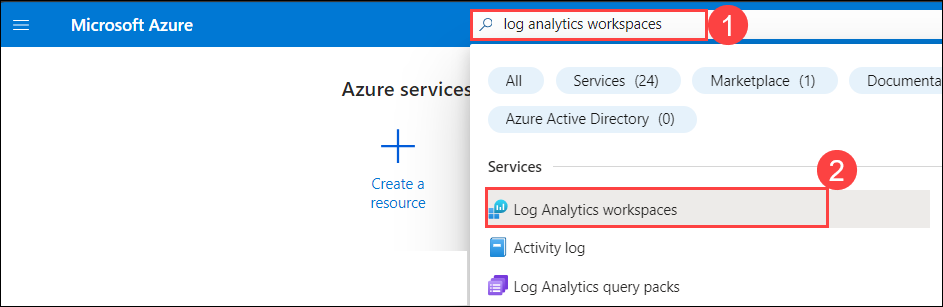 Microsoft Azure
log analytics workspaces
1
All
Services (24)
Marketplace (1)
Documenta
Azure Active Directory (0)
Azure services
Create a
resource
Services
2
Log Analytics workspaces
Activity log
Log Analytics query packs